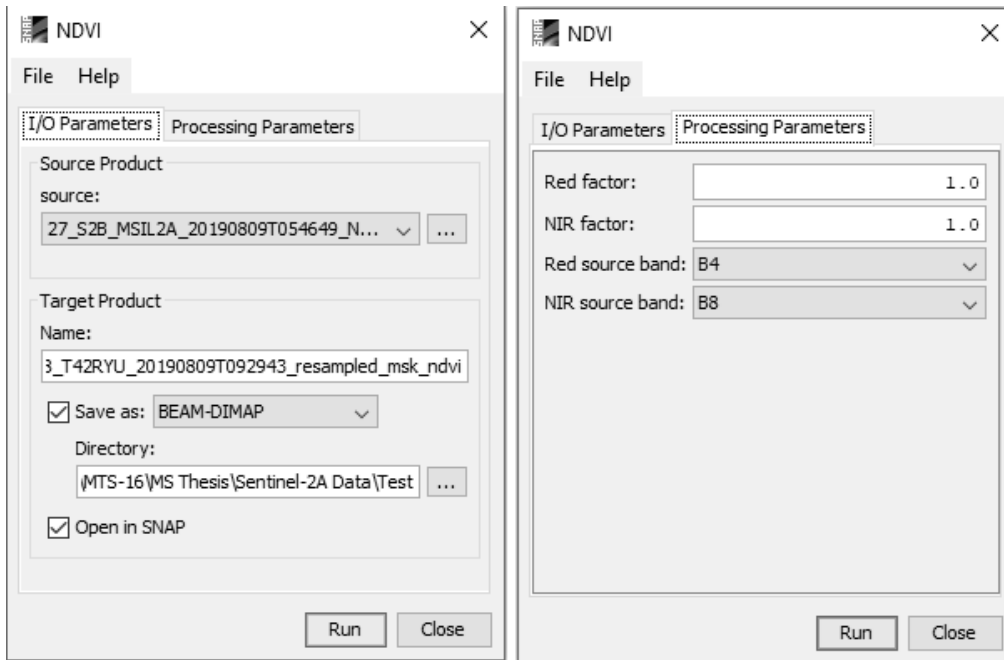 SNAP NDVI
File Help
I/O Parameters Processing Parameters
Source Product
source:
27_S2B_MSIL2A_20190809T054649_N... ...
Target Product
Name:
3_T42RYU_20190809T092943_resampled_msk_ndvi
Save as: BEAM-DIMAP
Directory:
\MTS-16\MS Thesis\Sentinel-2A Data\Test ...
Open in SNAP
Run Close
SNAP NDVI
File Help
I/O Parameters Processing Parameters
Red factor: 1.0
NIR factor: 1.0
Red source band: B4
NIR source band: B8
Run Close